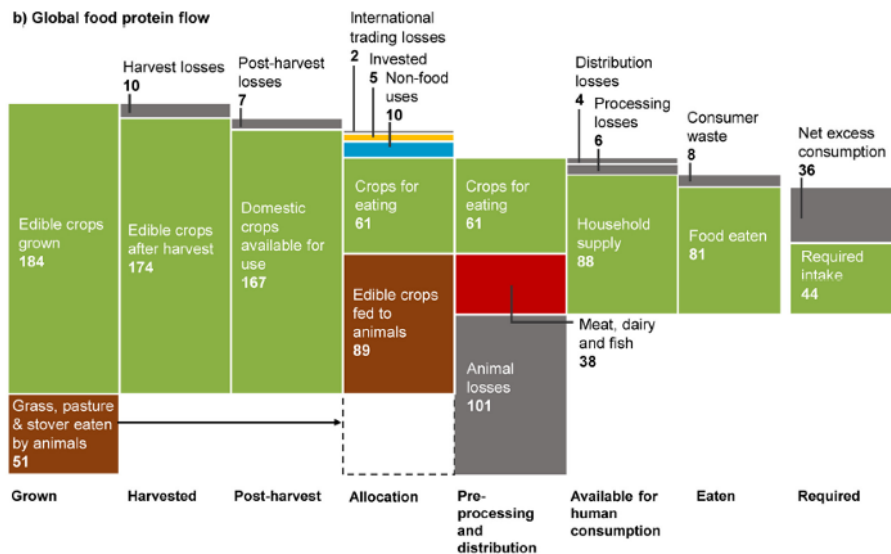 b) Global food protein flow
International
trading losses
2
Invested
5
Non-food
uses
10
Harvest losses
10
Post-harvest
losses
7
Distribution
losses
4
Processing
losses
6
Consumer
waste
8
Net excess
consumption
36
Edible crops
grown
184
Edible crops
after harvest
174
Domestic
crops
available for
use
167
Crops for
eating
61
Crops for
eating
61
Household
supply
88
Food eaten
81
Required
intake
44
Edible crops
fed to
animals
89
Meat, dairy
and fish
38
Animal
losses
101
Grass, pasture
& stover eaten
by animals
51
Grown
Harvested
Post-harvest
Allocation
Pre-
processing
and
distribution
Available for
human
consumption
Eaten
Required